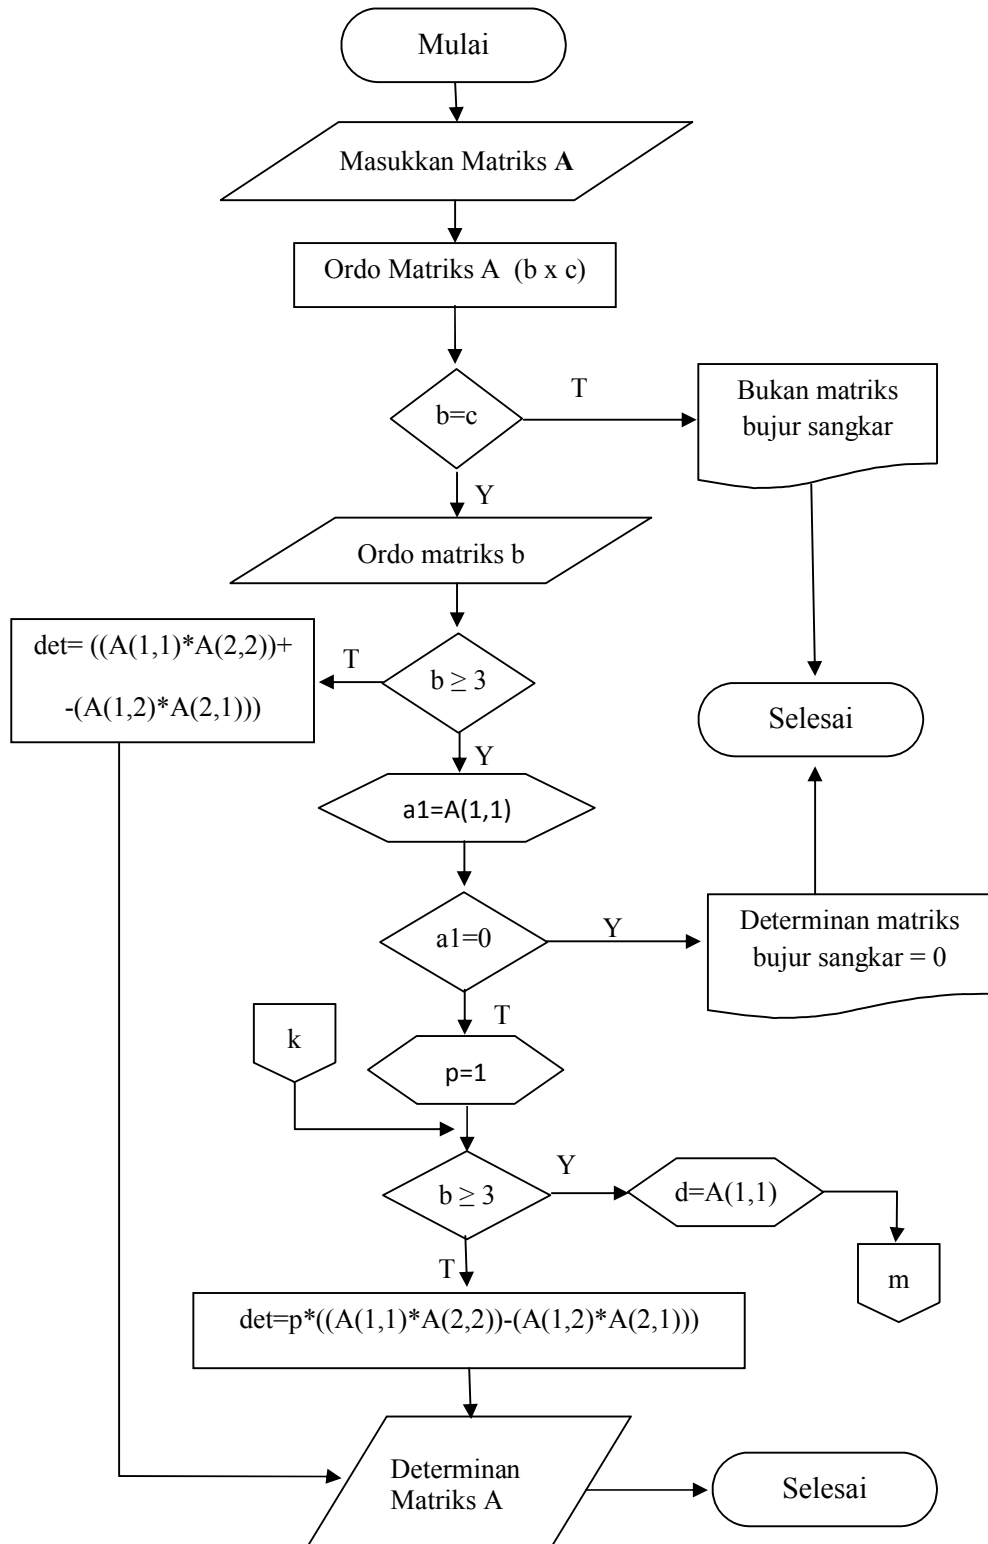 Mulai
Masukkan Matriks A
Ordo Matriks A (b x c)
b=c
T
Bukan matriks
bujur sangkar
Y
Ordo matriks b
det= ((A(1,1)*A(2,2))+
-(A(1,2)*A(2,1)))
T
b ≥ 3
Selesai
Y
a1=A(1,1)
a1=0
Y
Determinan matriks
bujur sangkar = 0
T
k
p=1
b ≥ 3
Y
d=A(1,1)
m
T
det=p*((A(1,1)*A(2,2))-(A(1,2)*A(2,1)))
Determinan
Matriks A
Selesai